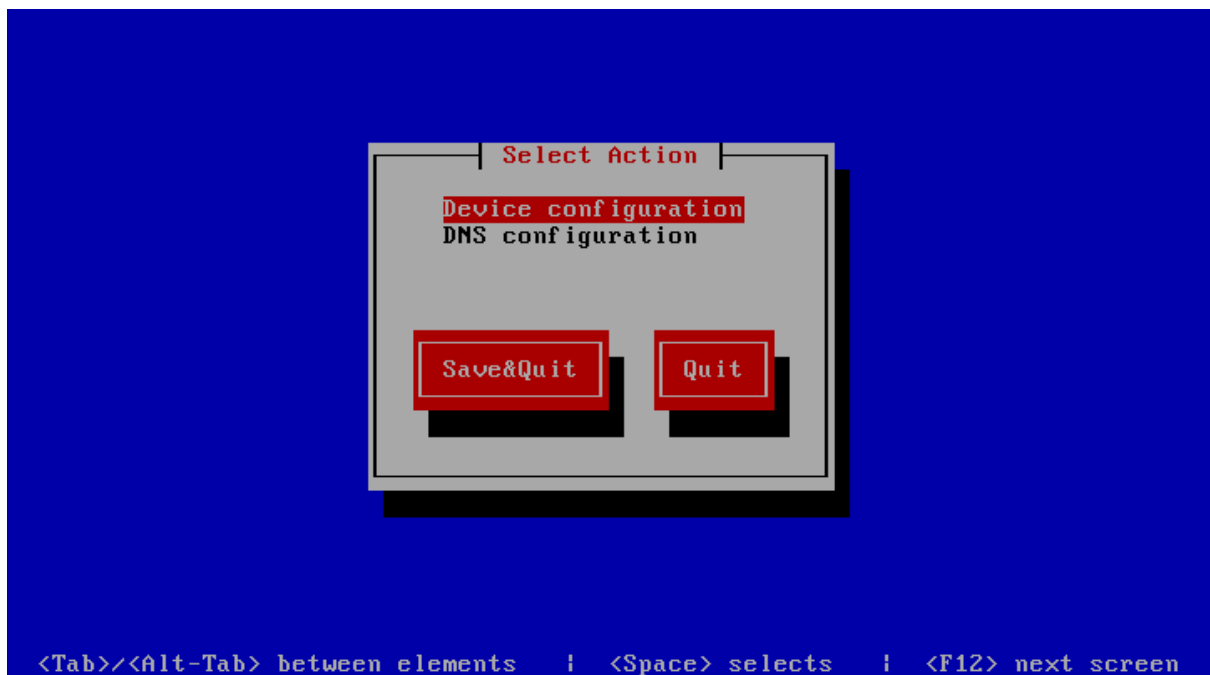 Select Action
Device configuration
DNS configuration
Save&Quit Quit
<Tab>/<Alt-Tab> between elements | <Space> selects | <F12> next screen